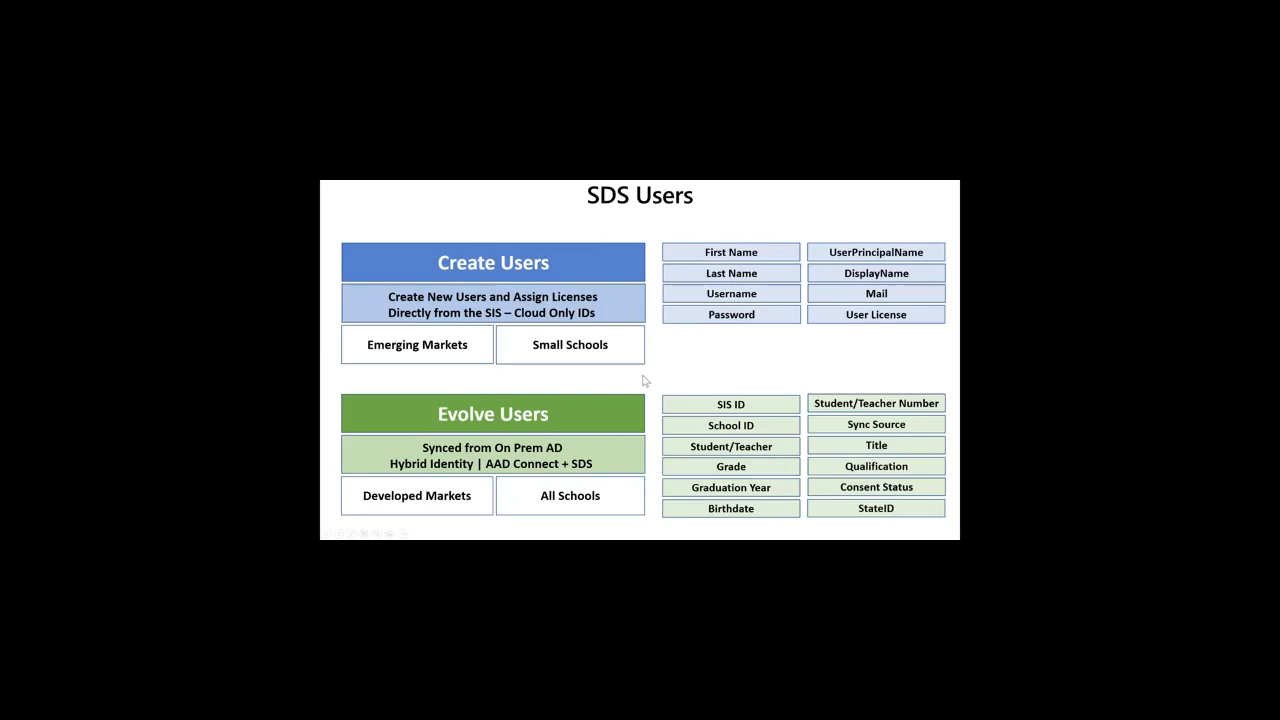 SDS Users
Create Users
Create New Users and Assign Licenses
Directly from the SIS – Cloud Only IDs
Emerging Markets
Small Schools
First Name
UserPrincipalName
Last Name
DisplayName
Username
Mail
Password
User License
Evolve Users
Synced from On Prem AD
Hybrid Identity | AAD Connect + SDS
Developed Markets
All Schools
SIS ID
Student/Teacher Number
School ID
Sync Source
Student/Teacher
Title
Grade
Qualification
Graduation Year
Consent Status
Birthdate
StateID